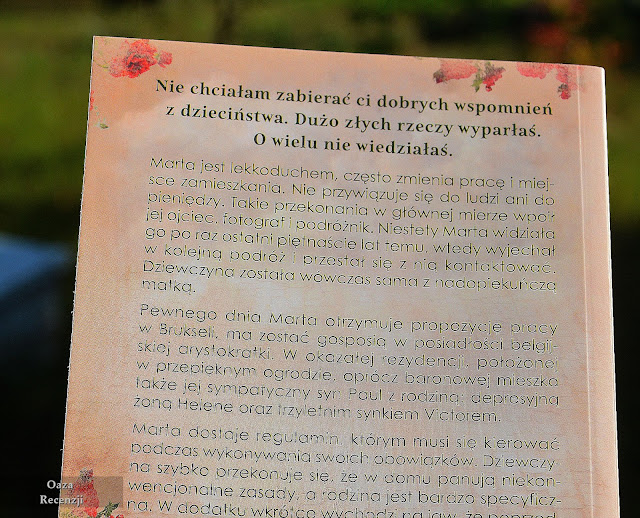 Nie chciałam zabierać ci dobrych wspomnień
z dzieciństwa. Dużo złych rzeczy wyparłaś.
O wielu nie wiedziałaś.
Marta jest lekkoduchem, często zmienia pracę i miej-
sce zamieszkania. Nie przywiązuje się do ludzi ani do
pieniędzy. Takie przekonania w głównej mierze wpoił
jej ojciec, fotograf i podróżnik. Niestety Marta widziała
go po raz ostatni piętnaście lat temu, wtedy wyjechał
w kolejną podróż i przestał się z nią kontaktować.
Dziewczyna została wówczas sama z nadopiekuńczą
matką.
Pewnego dnia Marta otrzymuje propozycję pracy
w Brukseli, ma zostać gosposią w posiadłości belgij-
skiej arystokratki. W okazałej rezydencji, położonej
w przepięknym ogrodzie, oprócz baronowej mieszka
także jej sympatyczny syn Paul z rodziną: depresyjną
żoną Helene oraz trzyletnim synkiem Victorem.
Marta dostaje regulamin, którym musi się kierować
podczas wykonywania swoich obowiązków. Dziewczy-
na szybko przekonuje się, że w domu panują niekon-
wencjonalne zasady, a rodzina jest bardzo specyficz-
na. W dodatku wkrótce wychodzi na jaw, że poprzed
Oaza
Recenzji